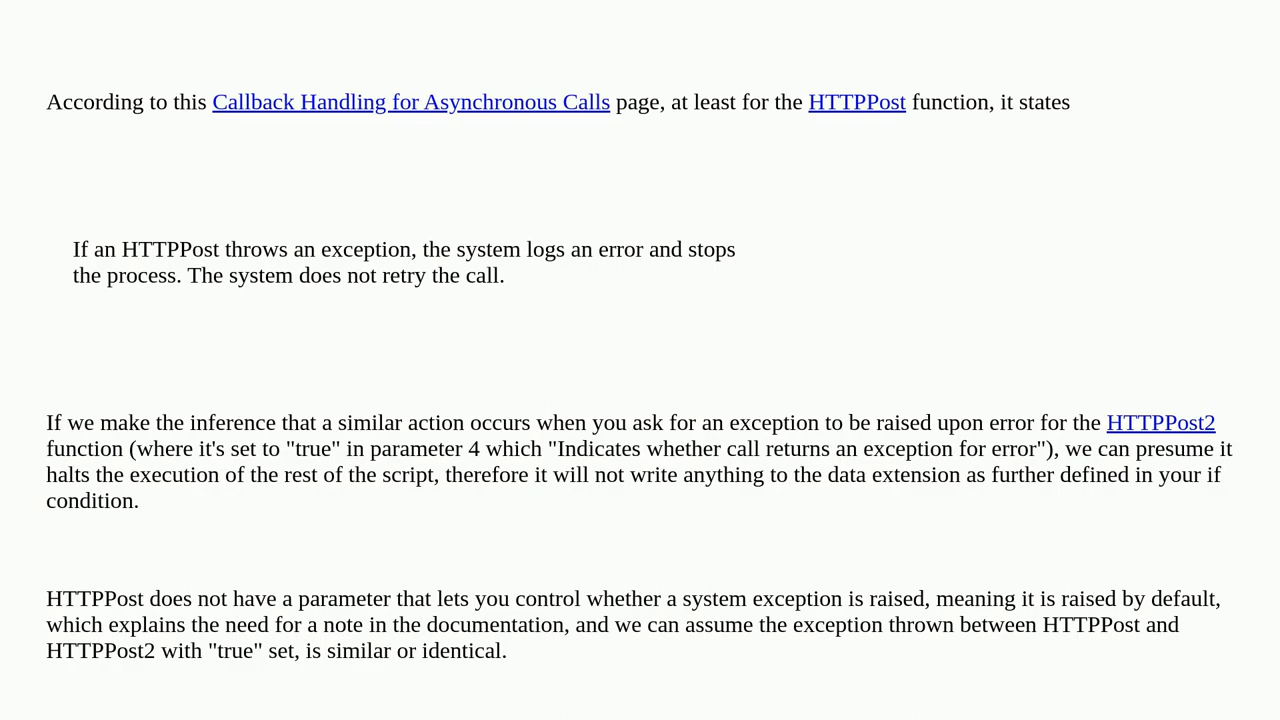 According to this Callback Handling for Asynchronous Calls page, at least for the HTTPPost function, it states
If an HTTPPost throws an exception, the system logs an error and stops
the process. The system does not retry the call.
If we make the inference that a similar action occurs when you ask for an exception to be raised upon error for the HTTPPost2
function (where it's set to "true" in parameter 4 which "Indicates whether call returns an exception for error"), we can presume it
halts the execution of the rest of the script, therefore it will not write anything to the data extension as further defined in your if
condition.
HTTPPost does not have a parameter that lets you control whether a system exception is raised, meaning it is raised by default,
which explains the need for a note in the documentation, and we can assume the exception thrown between HTTPPost and
HTTPPost2 with "true" set, is similar or identical.